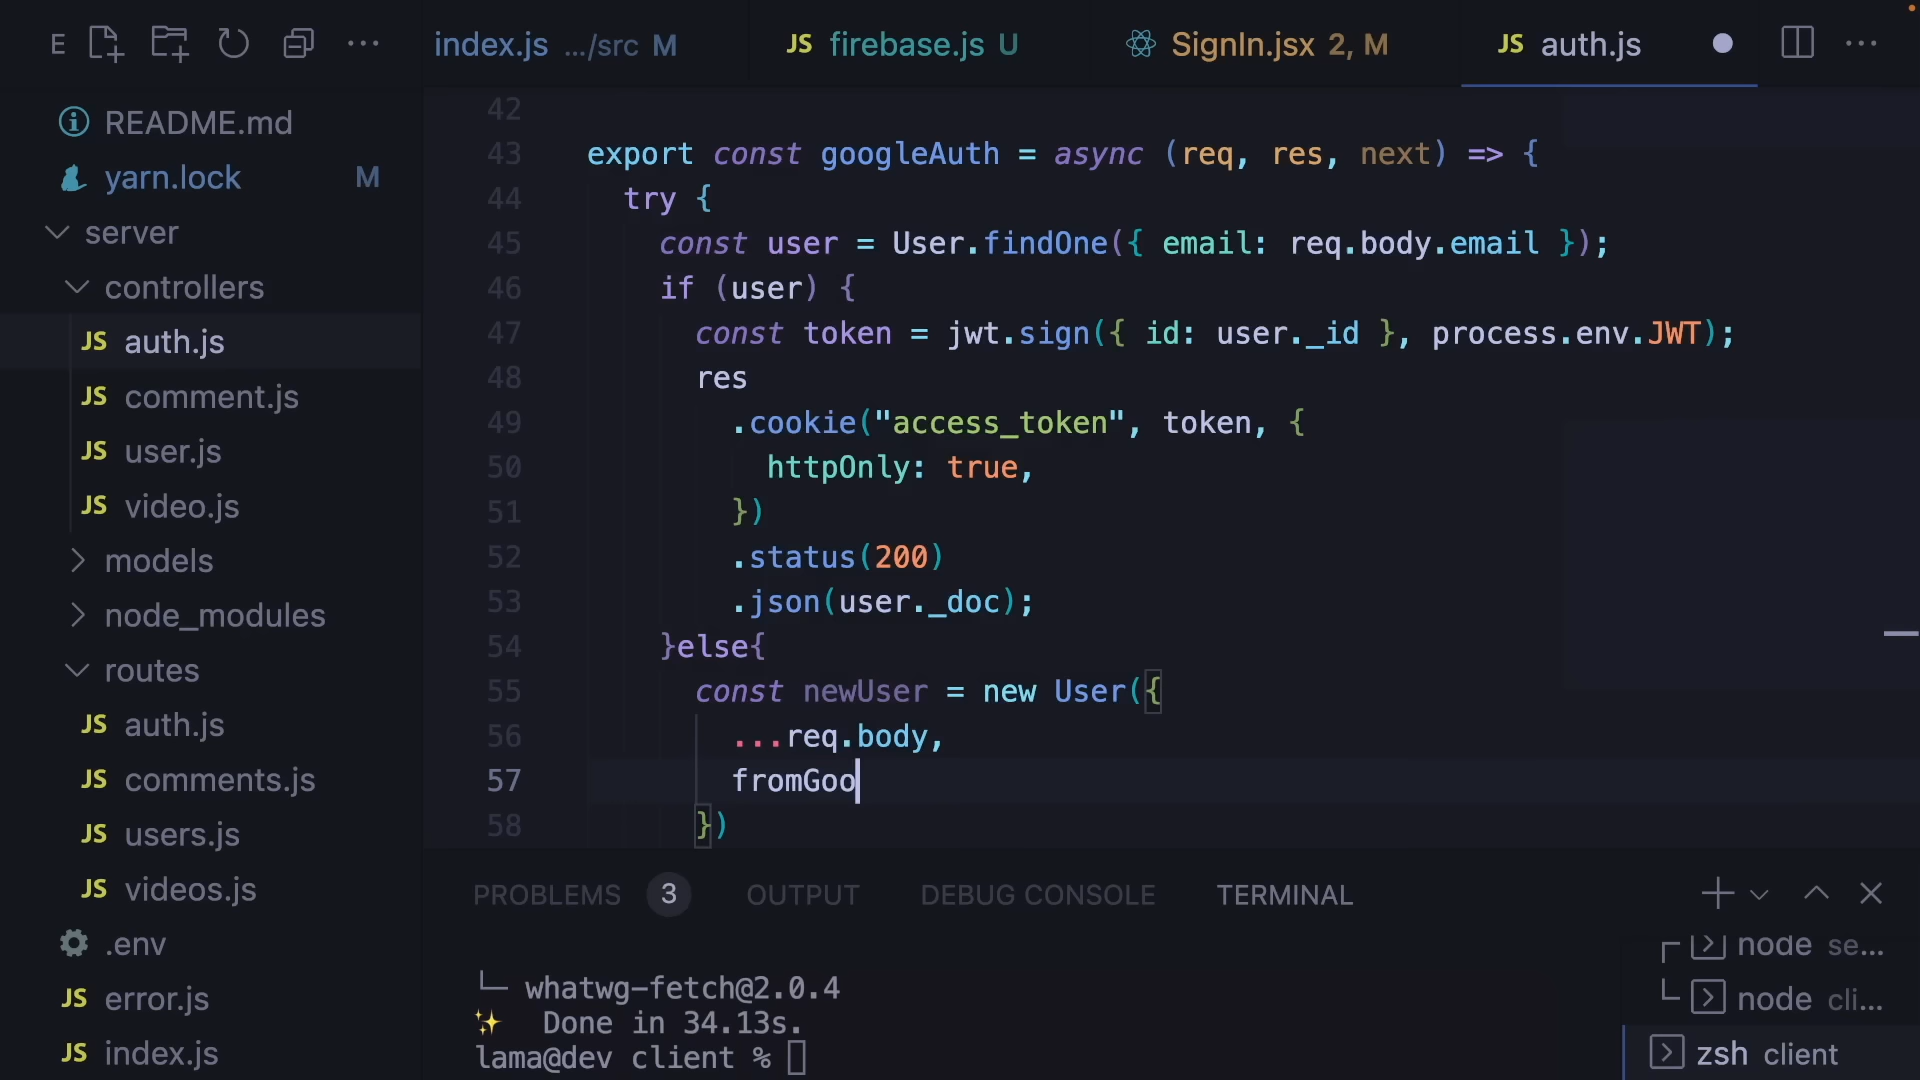 E
index.js .../src M
JS firebase.js U
SignIn.jsx 2, M
JS auth.js
README.md
yarn.lock M
server
controllers
JS auth.js
JS comment.js
JS user.js
JS video.js
models
node_modules
routes
JS auth.js
JS comments.js
JS users.js
JS videos.js
.env
JS error.js
JS index.js
42
43 export const googleAuth = async (req, res, next) => {
44 try {
45 const user = User.findOne({ email: req.body.email });
46 if (user) {
47 const token = jwt.sign({ id: user._id }, process.env.JWT);
48 res
49 .cookie("access_token", token, {
50 httpOnly: true,
51 })
52 .status(200)
53 .json(user._doc);
54 }else{
55 const newUser = new User({
56 ...req.body,
57 fromGoo
58 })
PROBLEMS 3 OUTPUT DEBUG CONSOLE TERMINAL
└─ whatwg-fetch@2.0.4
✨ Done in 34.13s.
lama@dev client %
node se...
node cli...
zsh client